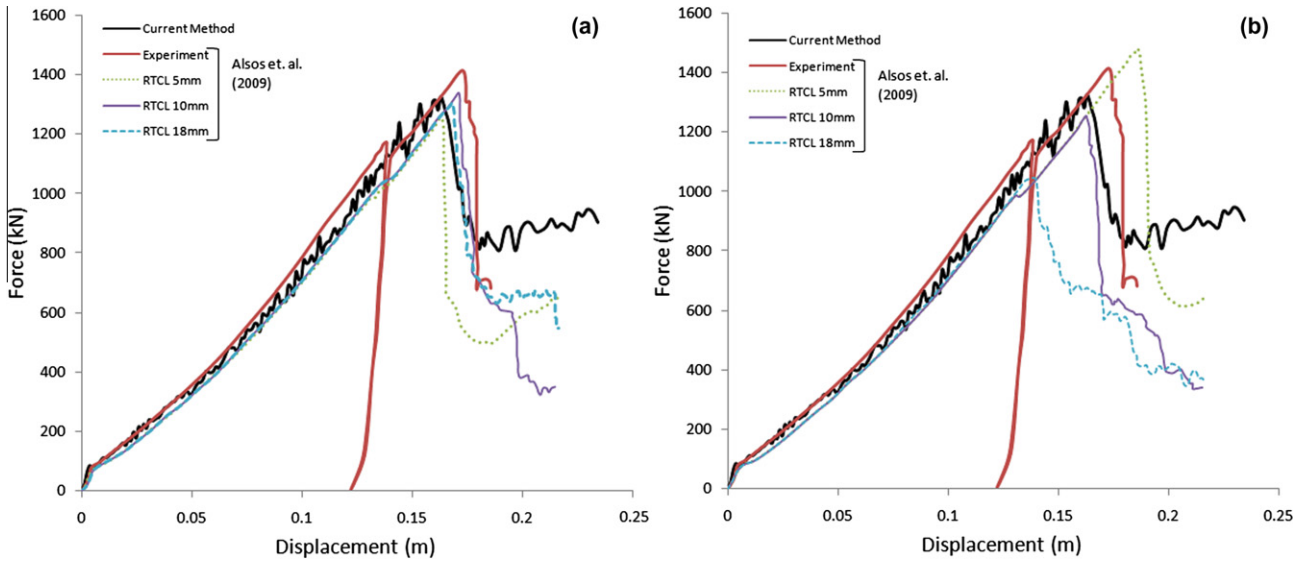 (a)
1600
1400
1200
1000
800
600
400
200
0
Force (kN)
Current Method
Experiment
RTCL 5mm
RTCL 10mm
RTCL 18mm
Alsos et. al.
(2009)
0
0.05
0.1
0.15
0.2
0.25
Displacement (m)
(b)
1600
1400
1200
1000
800
600
400
200
0
Force (kN)
Current Method
Experiment
RTCL 5mm
RTCL 10mm
RTCL 18mm
Alsos et. al.
(2009)
0
0.05
0.1
0.15
0.2
0.25
Displacement (m)